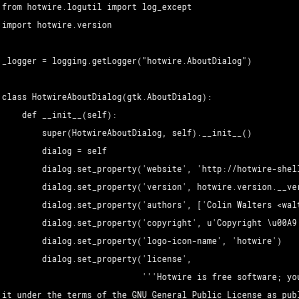 from hotwire.logutil import log_except
import hotwire.version
_logger = logging.getLogger("hotwire.AboutDialog")
class HotwireAboutDialog(gtk.AboutDialog):
def __init__(self):
super(HotwireAboutDialog, self).__init__()
dialog = self
dialog.set_property('website', 'http://hotwire-shel
dialog.set_property('version', hotwire.version.__ver
dialog.set_property('authors', ['Colin Walters <walt
dialog.set_property('copyright', u'Copyright \u00A9
dialog.set_property('logo-icon-name', 'hotwire')
dialog.set_property('license',
'''Hotwire is free software; you
it under the terms of the GNU General Public License as publ